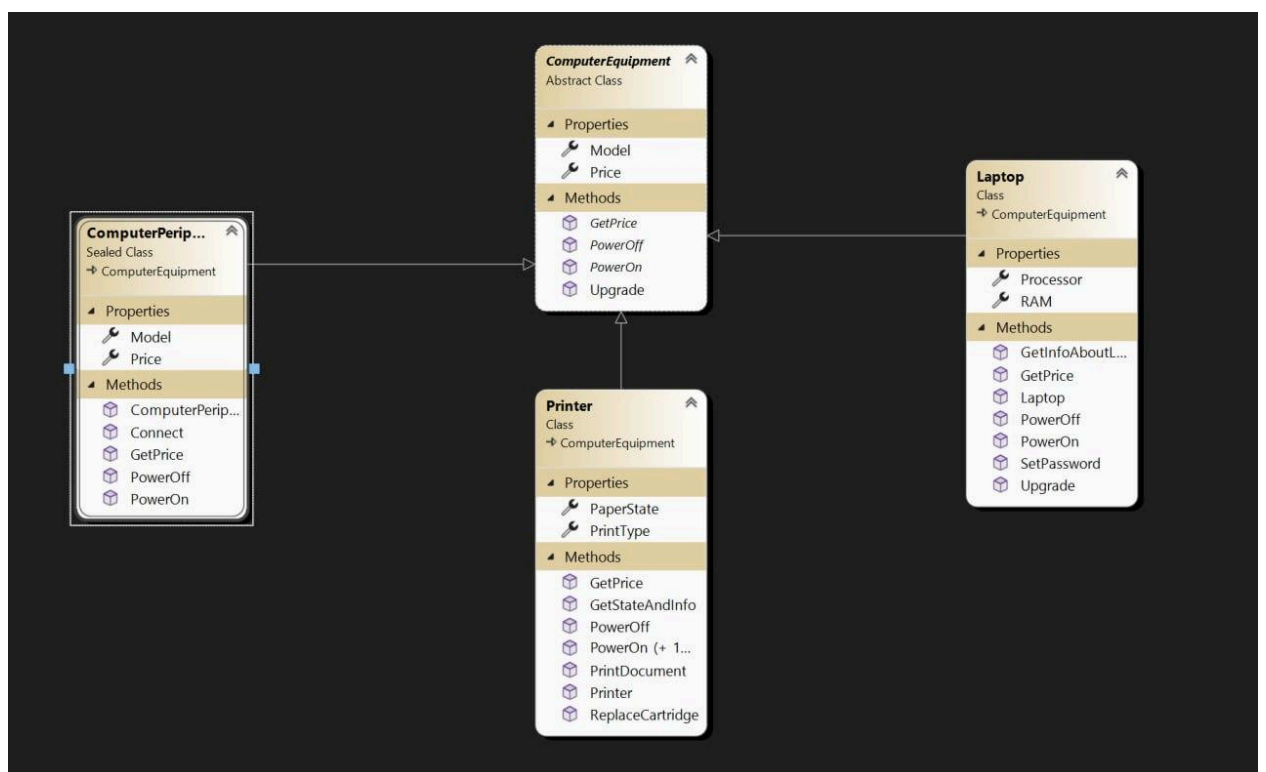 ComputerEquipment
Abstract Class
Properties
Model
Price
Methods
GetPrice
PowerOff
PowerOn
Upgrade
ComputerPerip...
Sealed Class
ComputerEquipment
Properties
Model
Price
Methods
ComputerPerip...
Connect
GetPrice
PowerOff
PowerOn
Printer
Class
ComputerEquipment
Properties
PaperState
PrintType
Methods
GetPrice
GetStateAndInfo
PowerOff
PowerOn (+ 1...
PrintDocument
Printer
ReplaceCartridge
Laptop
Class
ComputerEquipment
Properties
Processor
RAM
Methods
GetInfoAboutL...
GetPrice
Laptop
PowerOff
PowerOn
SetPassword
Upgrade